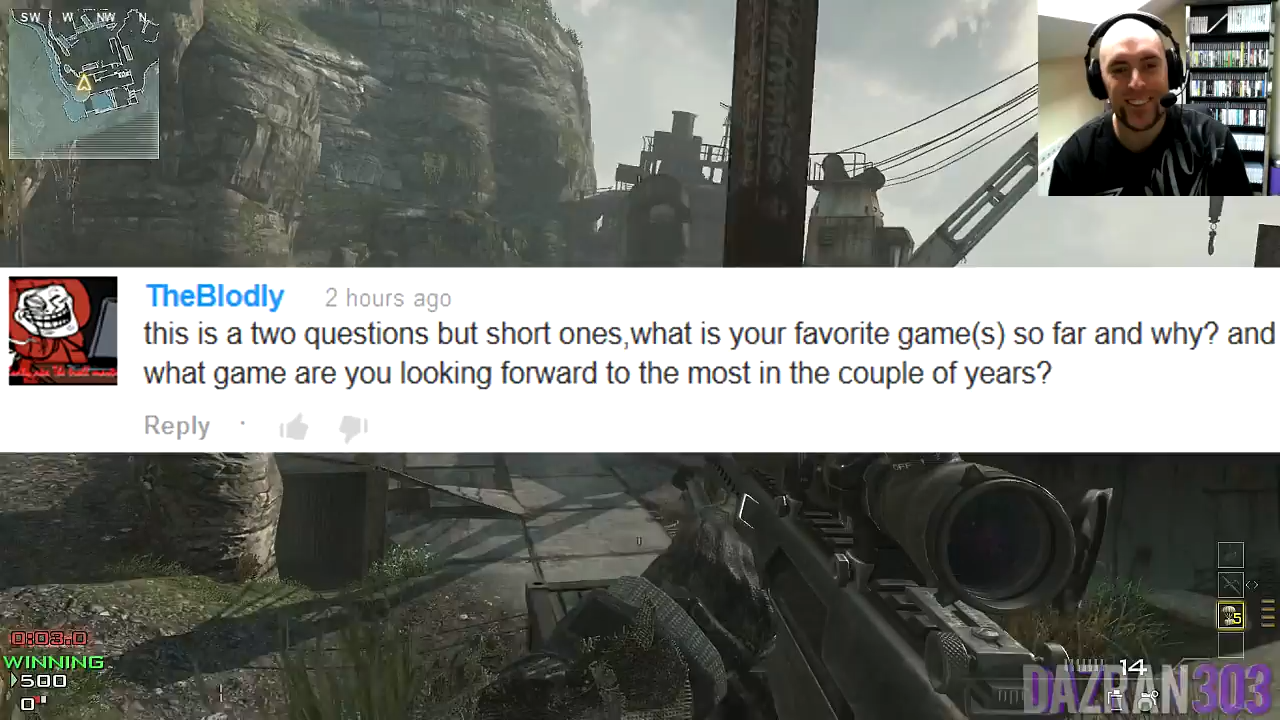 SW W NW N
TheBlodly 2 hours ago
this is a two questions but short ones,what is your favorite game(s) so far and why? and
what game are you looking forward to the most in the couple of years?
Reply ·
OFF
5
0:03.0
WINNING
500
0
14
DAZRAN303